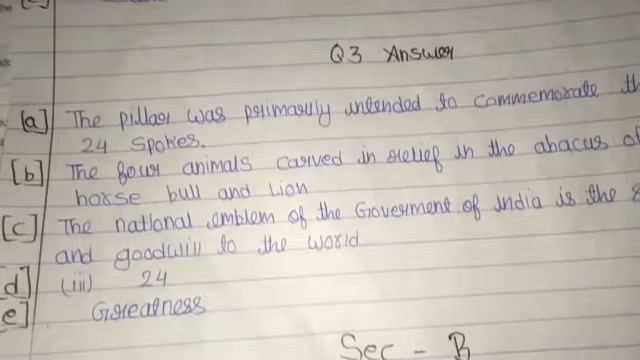 Q3 Answer
[a] The pillar was primarily intended to commemorate
24 spokes.
[b] The four animals carved in relief in the abacus
horse bull and Lion
[c] The national emblem of the Goverment of india is the
and goodwill to the world
[d] (iii) 24
[e] Greatness
Sec - B